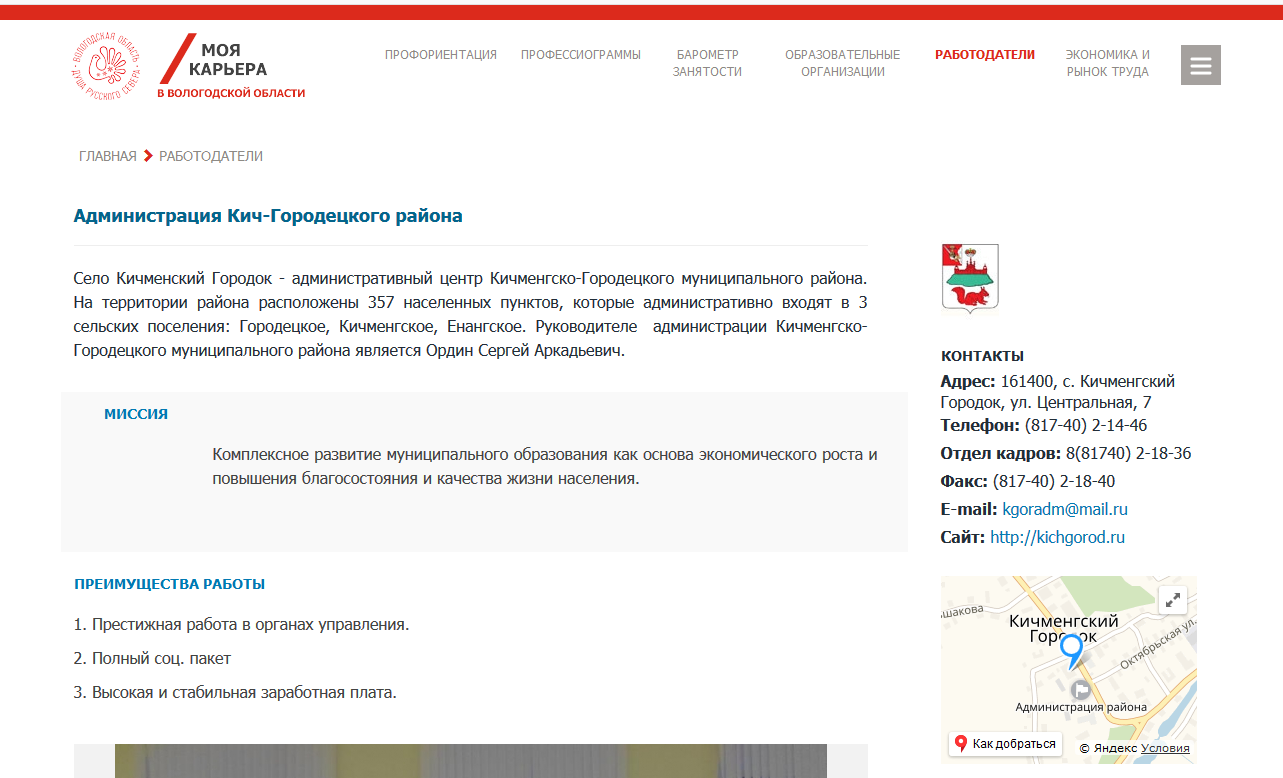 МОЯ
КАРЬЕРА
В ВОЛОГОДСКОЙ ОБЛАСТИ
ВОЛОГОДСКАЯ ОБЛАСТЬ
ДУША РУССКОГО СЕВЕРА
ПРОФОРИЕНТАЦИЯ
ПРОФЕССИОГРАММЫ
БАРОМЕТР
ЗАНЯТОСТИ
ОБРАЗОВАТЕЛЬНЫЕ
ОРГАНИЗАЦИИ
РАБОТОДАТЕЛИ
ЭКОНОМИКА И
РЫНОК ТРУДА
ГЛАВНАЯ РАБОТОДАТЕЛИ
Администрация Кич-Городецкого района
Село Кичменский Городок - административный центр Кичменгско-Городецкого муниципального района.
На территории района расположены 357 населенных пунктов, которые административно входят в 3
сельских поселения: Городецкое, Кичменгское, Енангское. Руководителе администрации Кичменгско-
Городецкого муниципального района является Ордин Сергей Аркадьевич.
МИССИЯ
Комплексное развитие муниципального образования как основа экономического роста и
повышения благосостояния и качества жизни населения.
ПРЕИМУЩЕСТВА РАБОТЫ
1. Престижная работа в органах управления.
2. Полный соц. пакет
3. Высокая и стабильная заработная плата.
КОНТАКТЫ
Адрес: 161400, с. Кичменгский
Городок, ул. Центральная, 7
Телефон: (817-40) 2-14-46
Отдел кадров: 8(81740) 2-18-36
Факс: (817-40) 2-18-40
E-mail: kgoradm@mail.ru
Сайт: http://kichgorod.ru
Кичменгский
Городок
Октябрьская ул.
Администрация района
Как добраться
© Яндекс Условия